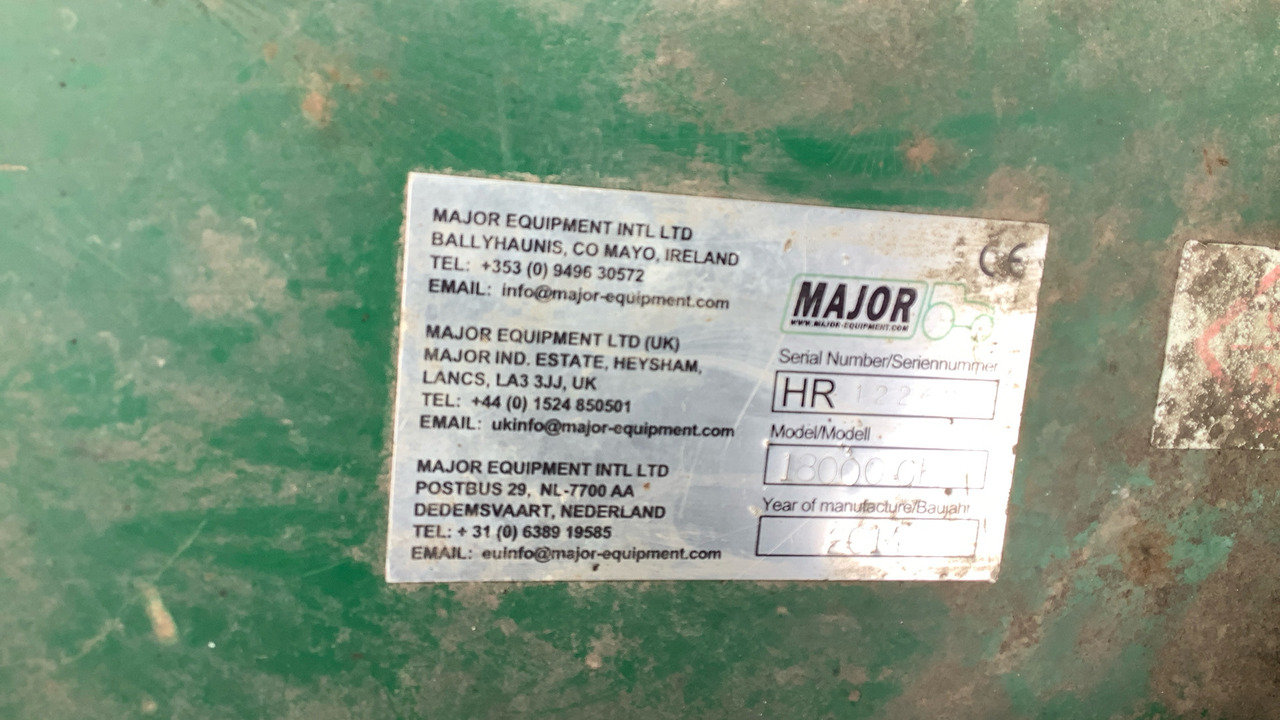 MAJOR EQUIPMENT INTL LTD
BALLYHAUNIS, CO MAYO, IRELAND
TEL: +353 (0) 9496 30572
EMAIL: info@major-equipment.com
MAJOR EQUIPMENT LTD (UK)
MAJOR IND. ESTATE, HEYSHAM,
LANCS, LA3 3JJ, UK
TEL: +44 (0) 1524 850501
EMAIL: ukinfo@major-equipment.com
MAJOR EQUIPMENT INTL LTD
POSTBUS 29, NL-7700 AA
DEDEMSVAART, NEDERLAND
TEL: + 31 (0) 6389 19585
EMAIL: euinfo@major-equipment.com
CE
MAJOR
WWW.MAJOR-EQUIPMENT.COM
Serial Number/Seriennummer
HR
Model/Modell
Year of manufacture/Baujahr